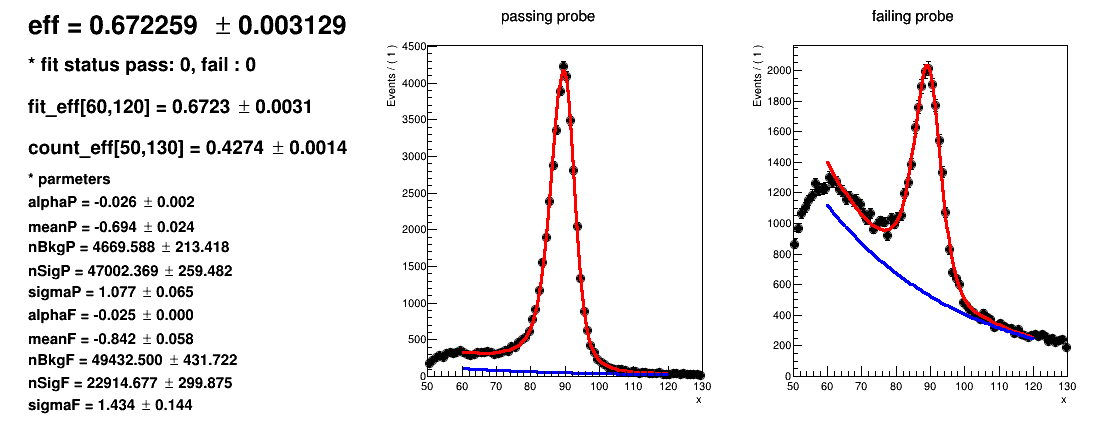 eff = 0.672259 ± 0.003129
* fit status pass: 0, fail : 0
fit_eff[60,120] = 0.6723 ± 0.0031
count_eff[50,130] = 0.4274 ± 0.0014
* parmeters
alphaP = -0.026 ± 0.002
meanP = -0.694 ± 0.024
nBkgP = 4669.588 ± 213.418
nSigP = 47002.369 ± 259.482
sigmaP = 1.077 ± 0.065
alphaF = -0.025 ± 0.000
meanF = -0.842 ± 0.058
nBkgF = 49432.500 ± 431.722
nSigF = 22914.677 ± 299.875
sigmaF = 1.434 ± 0.144
passing probe
Events / ( 1 )
4500
4000
3500
3000
2500
2000
1500
1000
500
0
50 60 70 80 90 100 110 120 130
x
failing probe
Events / ( 1 )
2000
1800
1600
1400
1200
1000
800
600
400
200
0
50 60 70 80 90 100 110 120 130
x